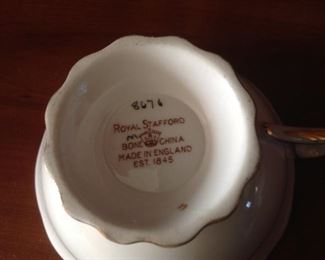 8676
ROYAL STAFFORD
BONE CHINA
MADE IN ENGLAND
EST. 1845